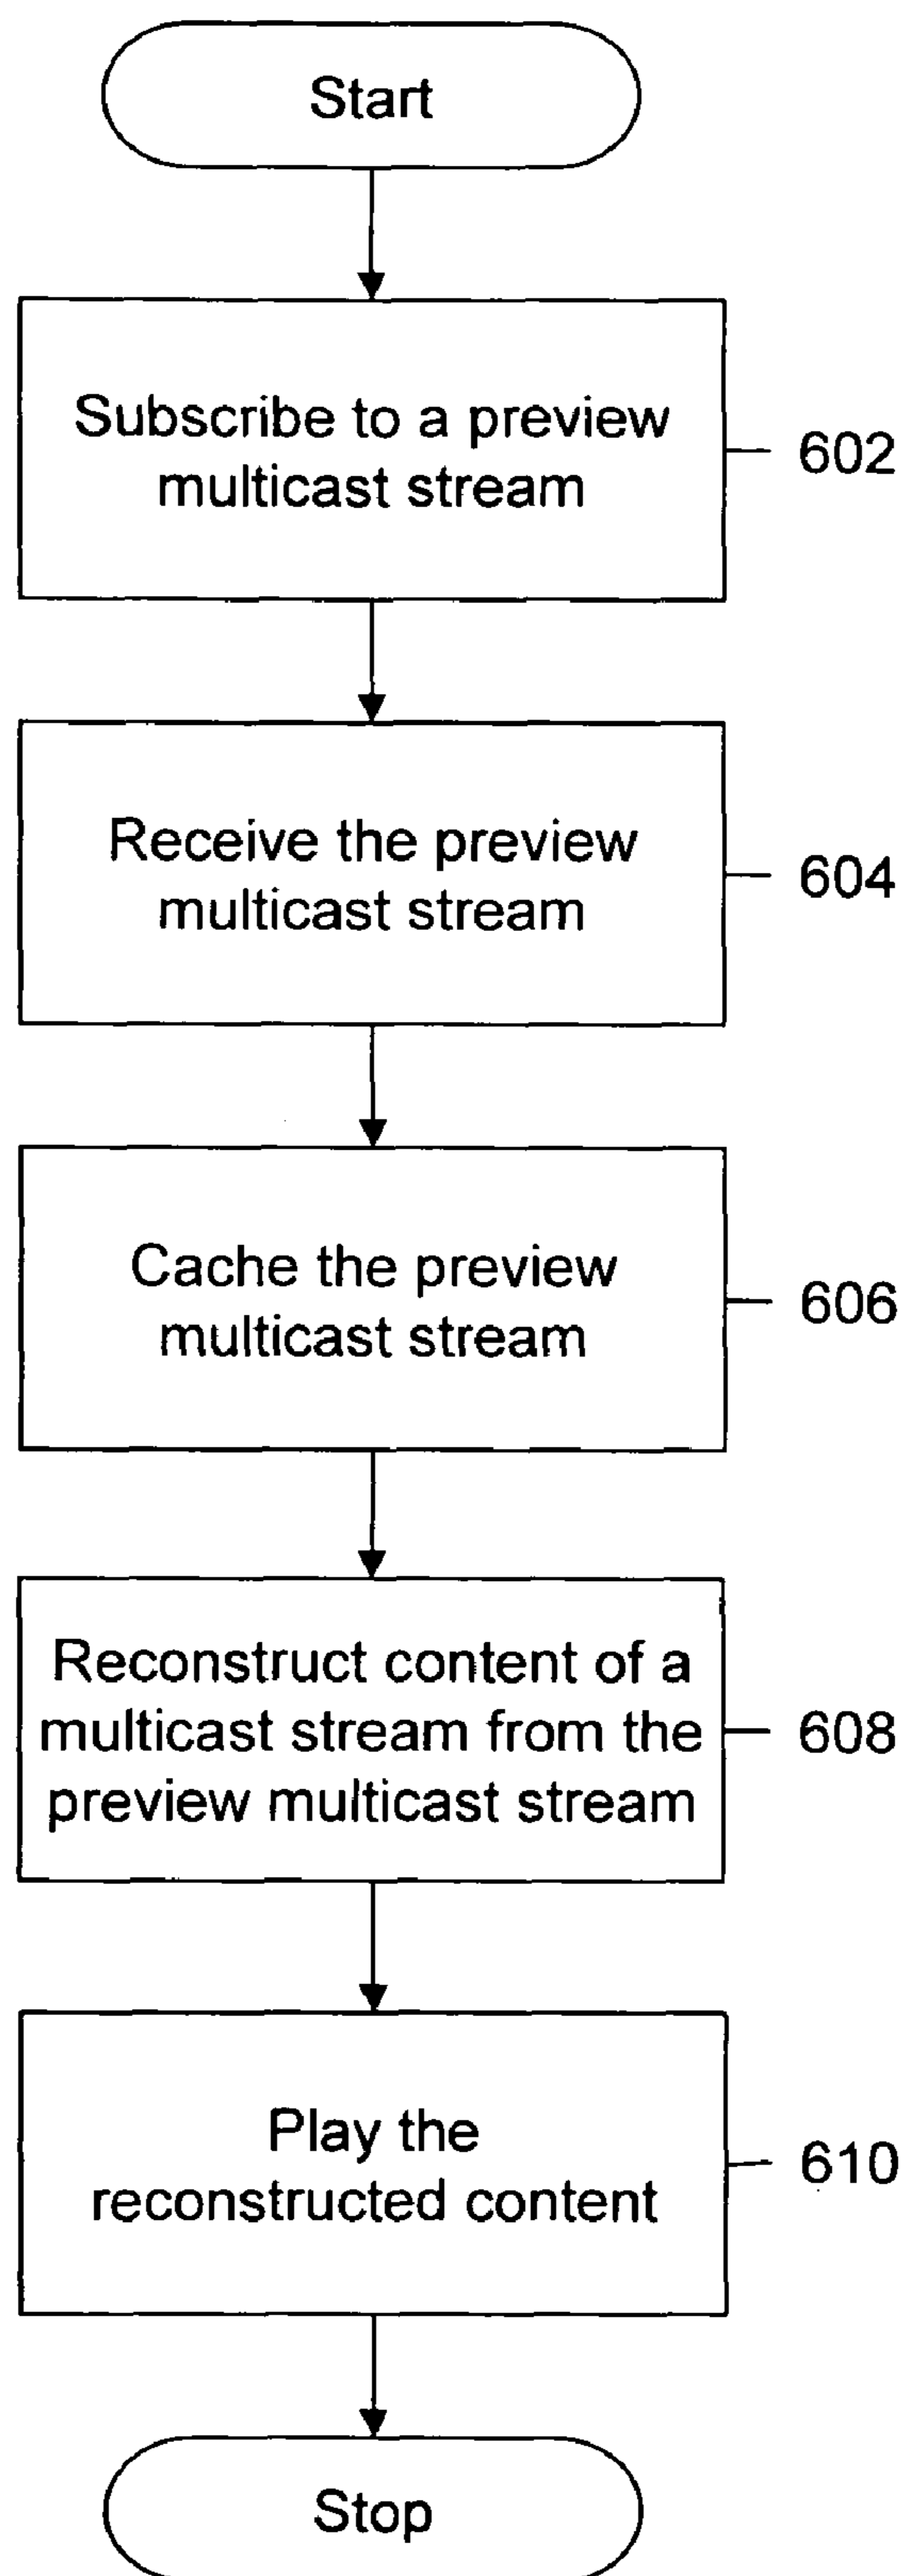 Start
Subscribe to a preview
multicast stream
602
Receive the preview
multicast stream
604
Cache the preview
multicast stream
606
Reconstruct content of a
multicast stream from the
preview multicast stream
608
Play the
reconstructed content
610
Stop